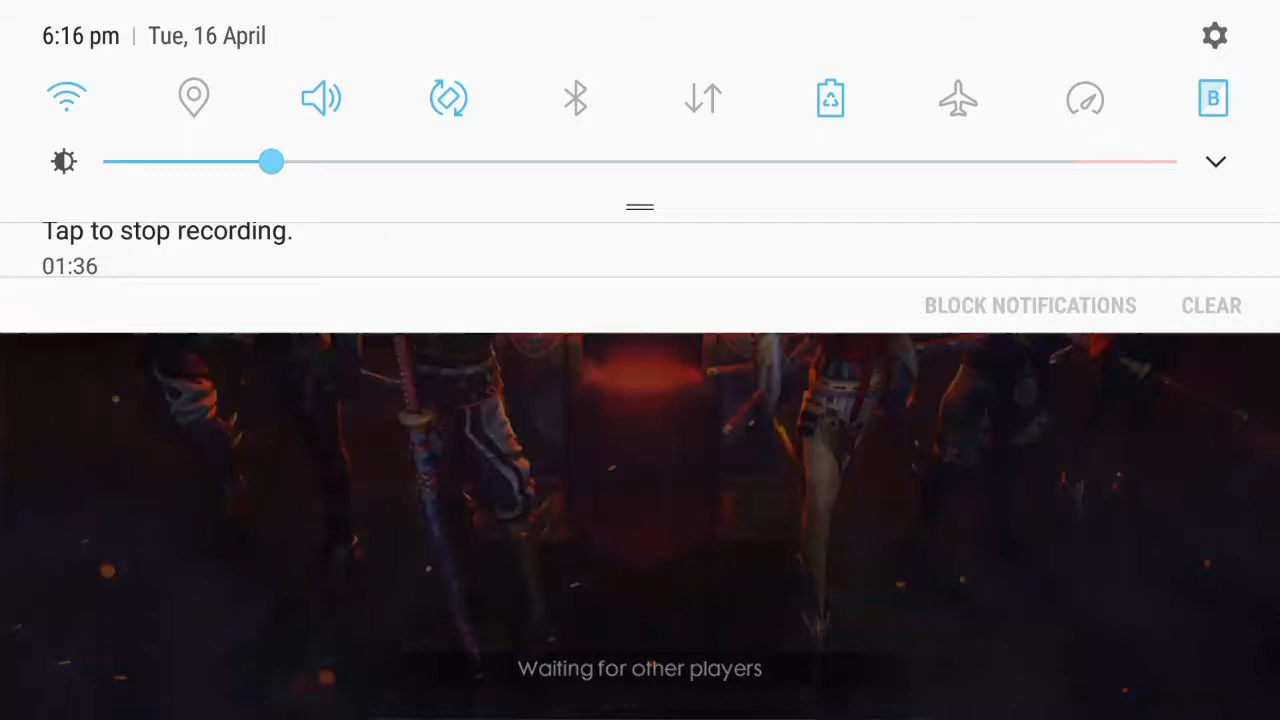 6:16 pm | Tue, 16 April
B
Tap to stop recording.
01:36
BLOCK NOTIFICATIONS CLEAR
Waiting for other players